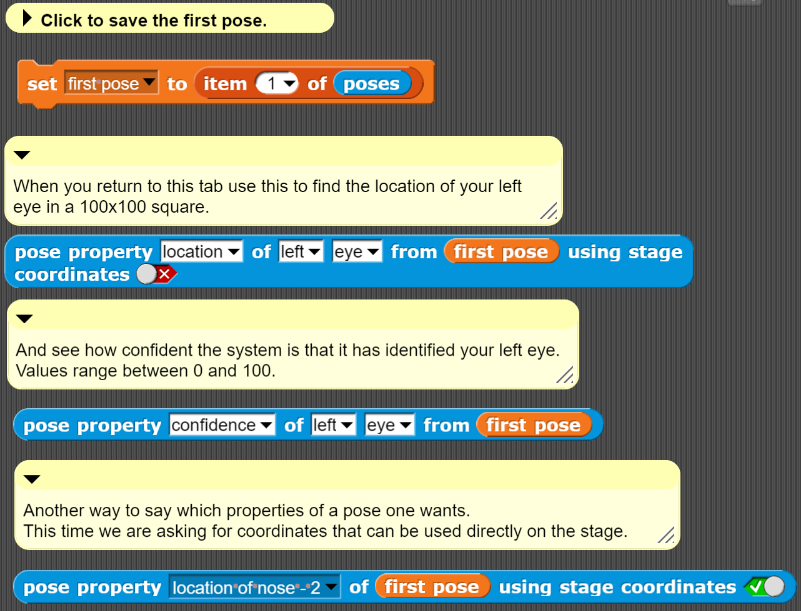 Click to save the first pose.
set first pose to item 1 of poses
When you return to this tab use this to find the location of your left
eye in a 100x100 square.
pose property location of left eye from first pose using stage
coordinates
And see how confident the system is that it has identified your left eye.
Values range between 0 and 100.
pose property confidence of left eye from first pose
Another way to say which properties of a pose one wants.
This time we are asking for coordinates that can be used directly on the stage.
pose property location of nose - 2 of first pose using stage coordinates